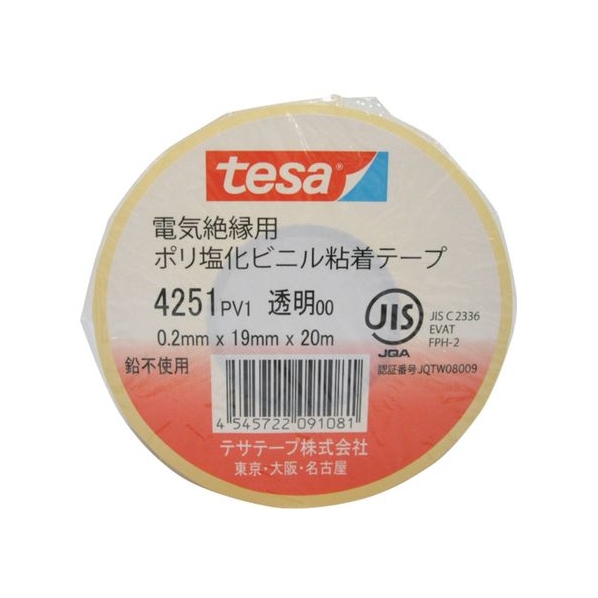 tesa®
電気絶縁用
ポリ塩化ビニル粘着テープ
4251PV1 透明00
0.2mm x 19mm x 20m
JIS
JQA
JIS C 2336
EVAT
FPH-2
認証番号JQTW08009
鉛不使用
4 545722 091081
テサテープ株式会社
東京・大阪・名古屋